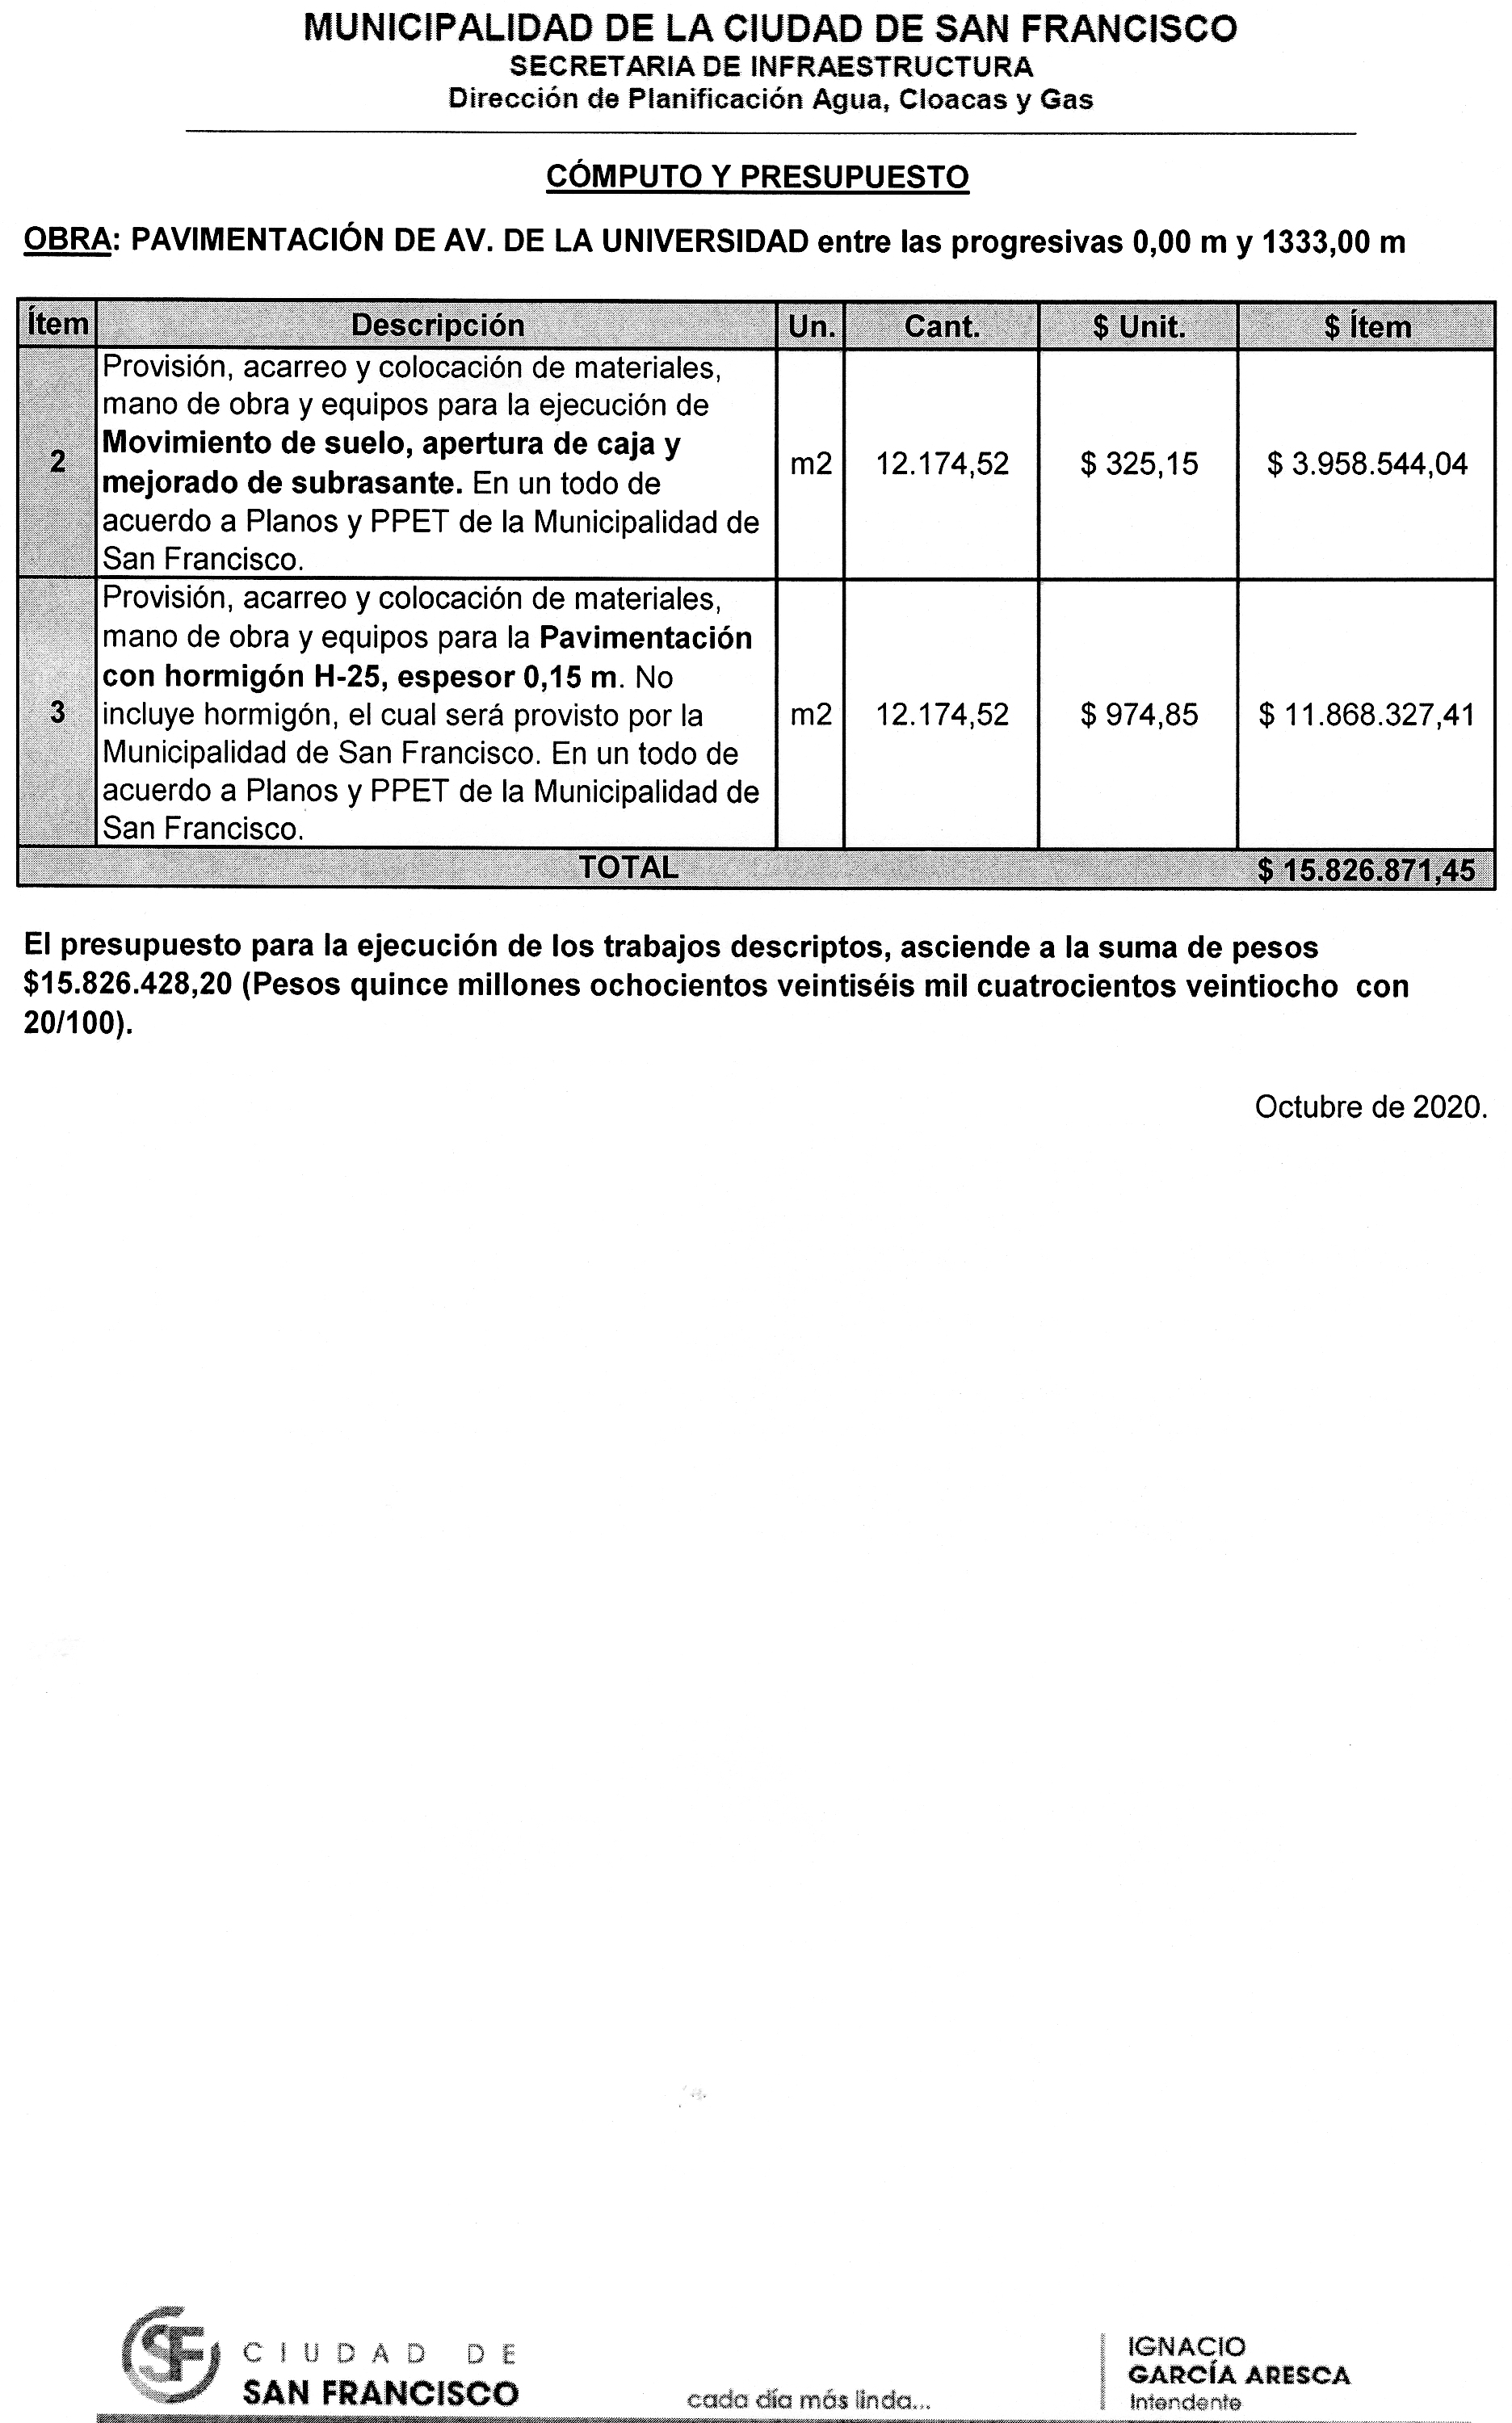 MUNICIPALIDAD DE LA CIUDAD DE SAN FRANCISCO
SECRETARIA DE INFRAESTRUCTURA
Dirección de Planificación Agua, Cloacas y Gas
CÓMPUTO Y PRESUPUESTO
OBRA: PAVIMENTACIÓN DE AV. DE LA UNIVERSIDAD entre las progresivas 0,00 m y 1333,00 m
Ítem Descripción Un. Cant. $ Unit. $ Ítem
Provisión, acarreo y colocación de materiales,
mano de obra y equipos para la ejecución de
Movimiento de suelo, apertura de caja y
2 m2 12.174,52 $ 325,15 $ 3.958.544,04
mejorado de subrasante. En un todo de
acuerdo a Planos y PPET de la Municipalidad de
San Francisco.
Provisión, acarreo y colocación de materiales,
mano de obra y equipos para la Pavimentación
con hormigón H-25, espesor 0,15 m. No
3 incluye hormigón, el cual será provisto por la m2 12.174,52 $ 974,85 $ 11.868.327,41
Municipalidad de San Francisco. En un todo de
acuerdo a Planos y PPET de la Municipalidad de
San Francisco.
TOTAL $ 15.826.871,45
El presupuesto para la ejecución de los trabajos descriptos, asciende a la suma de pesos
$15.826.428,20 (Pesos quince millones ochocientos veintiséis mil cuatrocientos veintiocho con
20/100).
Octubre de 2020.
SF CIUDAD DE
SAN FRANCISCO
cada día más linda...
IGNACIO
GARCÍA ARESCA
Intendente